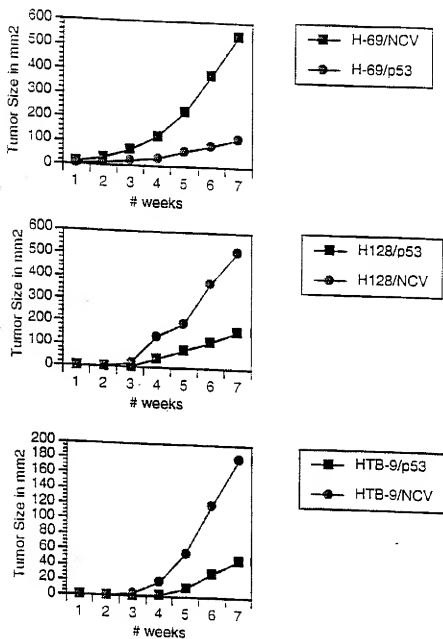 600
500
400
300
200
100
0
Tumor Size in mm2
1 2 3 4 5 6 7
# weeks
H-69/NCV
H-69/p53
600
500
400
300
200
100
0
Tumor Size in mm2
1 2 3 4 5 6 7
# weeks
H128/p53
H128/NCV
200
180
160
140
120
100
80
60
40
20
0
Tumor Size in mm2
1 2 3 4 5 6 7
# weeks
HTB-9/p53
HTB-9/NCV